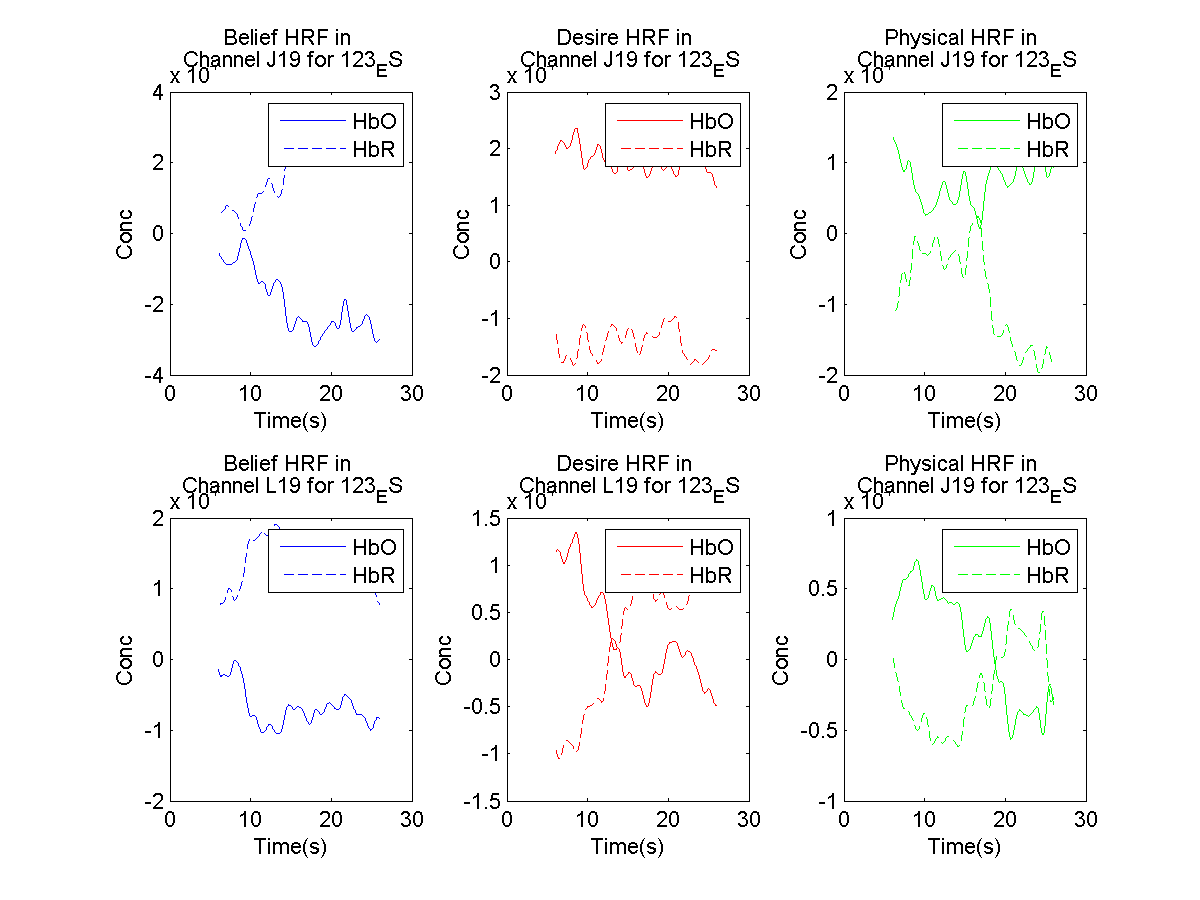 Belief HRF in
Channel J19 for 123ES
x 10
4
2
0
-2
-4
0 10 20 30
Conc
Time(s)
HbO
HbR
Desire HRF in
Channel J19 for 123ES
x 10
3
2
1
0
-1
-2
0 10 20 30
Conc
Time(s)
HbO
HbR
Physical HRF in
Channel J19 for 123ES
x 10
2
1
0
-1
-2
0 10 20 30
Conc
Time(s)
HbO
HbR
Belief HRF in
Channel L19 for 123ES
x 10
2
1
0
-1
-2
0 10 20 30
Conc
Time(s)
HbO
HbR
Desire HRF in
Channel L19 for 123ES
x 10
1.5
1
0.5
0
-0.5
-1
-1.5
0 10 20 30
Conc
Time(s)
HbO
HbR
Physical HRF in
Channel J19 for 123ES
x 10
1
0.5
0
-0.5
-1
0 10 20 30
Conc
Time(s)
HbO
HbR